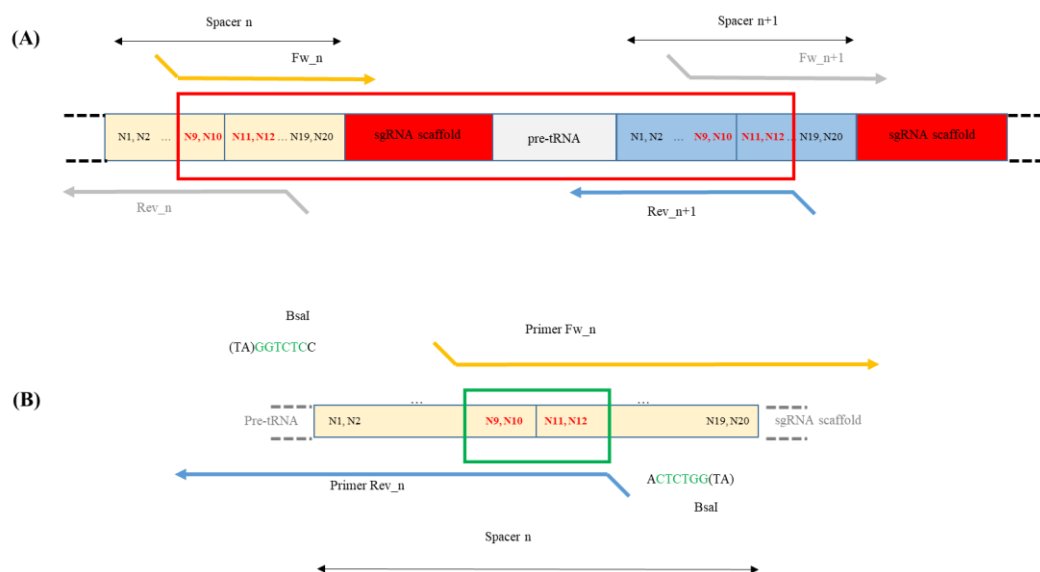 (A)
Spacer n
Spacer n+1
Fw_n
Fw_n+1
N1, N2 ... N9, N10 N11, N12 ... N19, N20 sgRNA scaffold pre-tRNA N1, N2 ... N9, N10 N11, N12 ... N19, N20 sgRNA scaffold
Rev_n
Rev_n+1
BsaI
(TA)GGTCTCC
Primer Fw_n
(B)
... ...
Pre-tRNA N1, N2 N9, N10 N11, N12 N19, N20 sgRNA scaffold
Primer Rev_n
ACTCTGG(TA)
BsaI
Spacer n